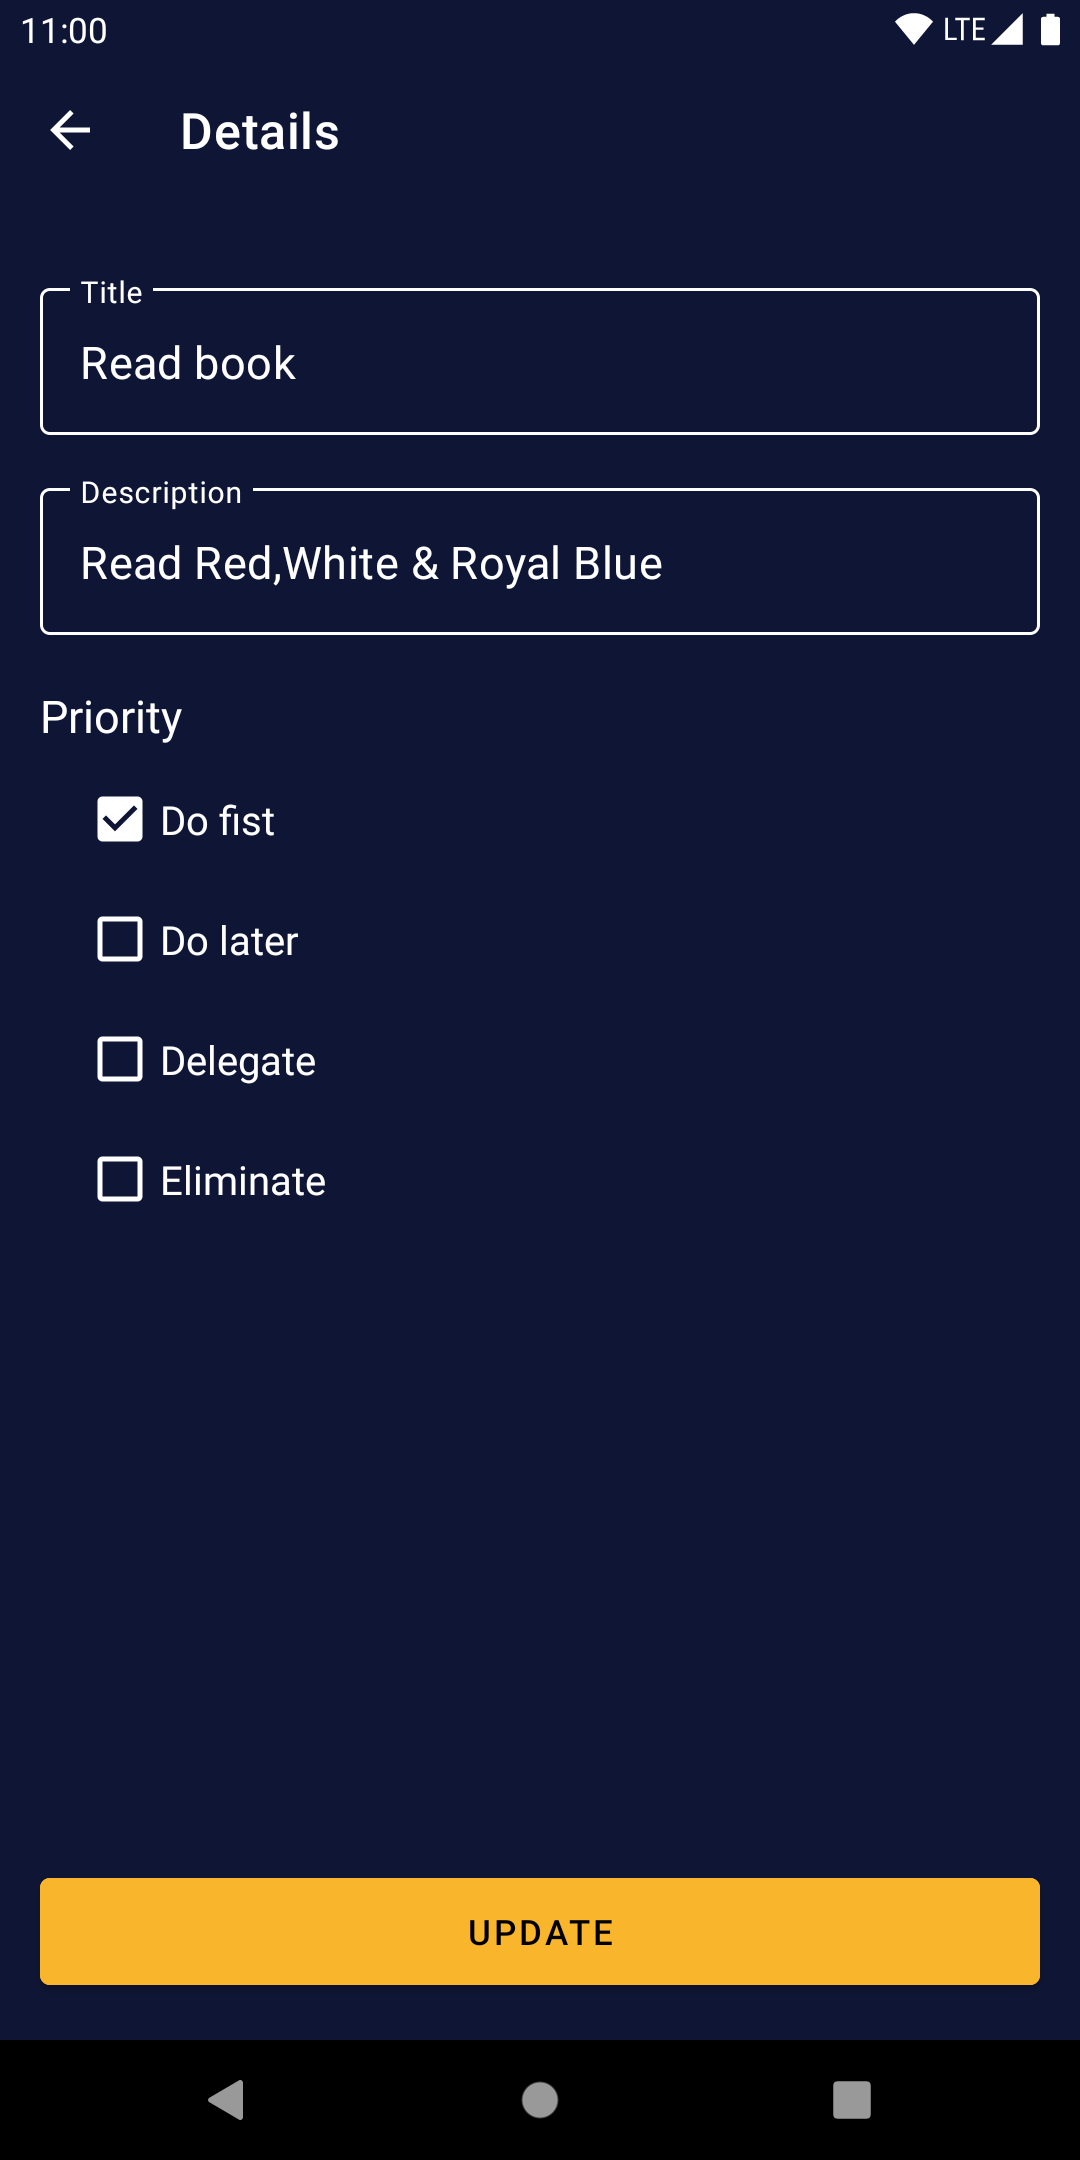 11:00 LTE
Details
Title
Read book
Description
Read Red,White & Royal Blue
Priority
Do fist
Do later
Delegate
Eliminate
UPDATE